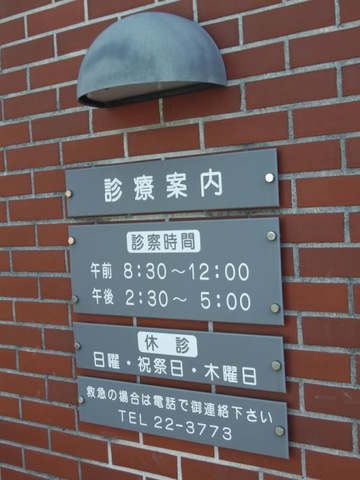 診療案内
診察時間
午前 8:30～12:00
午後 2:30～ 5:00
休診
日曜・祝祭日・木曜日
救急の場合は電話で御連絡下さい
TEL 22-3773